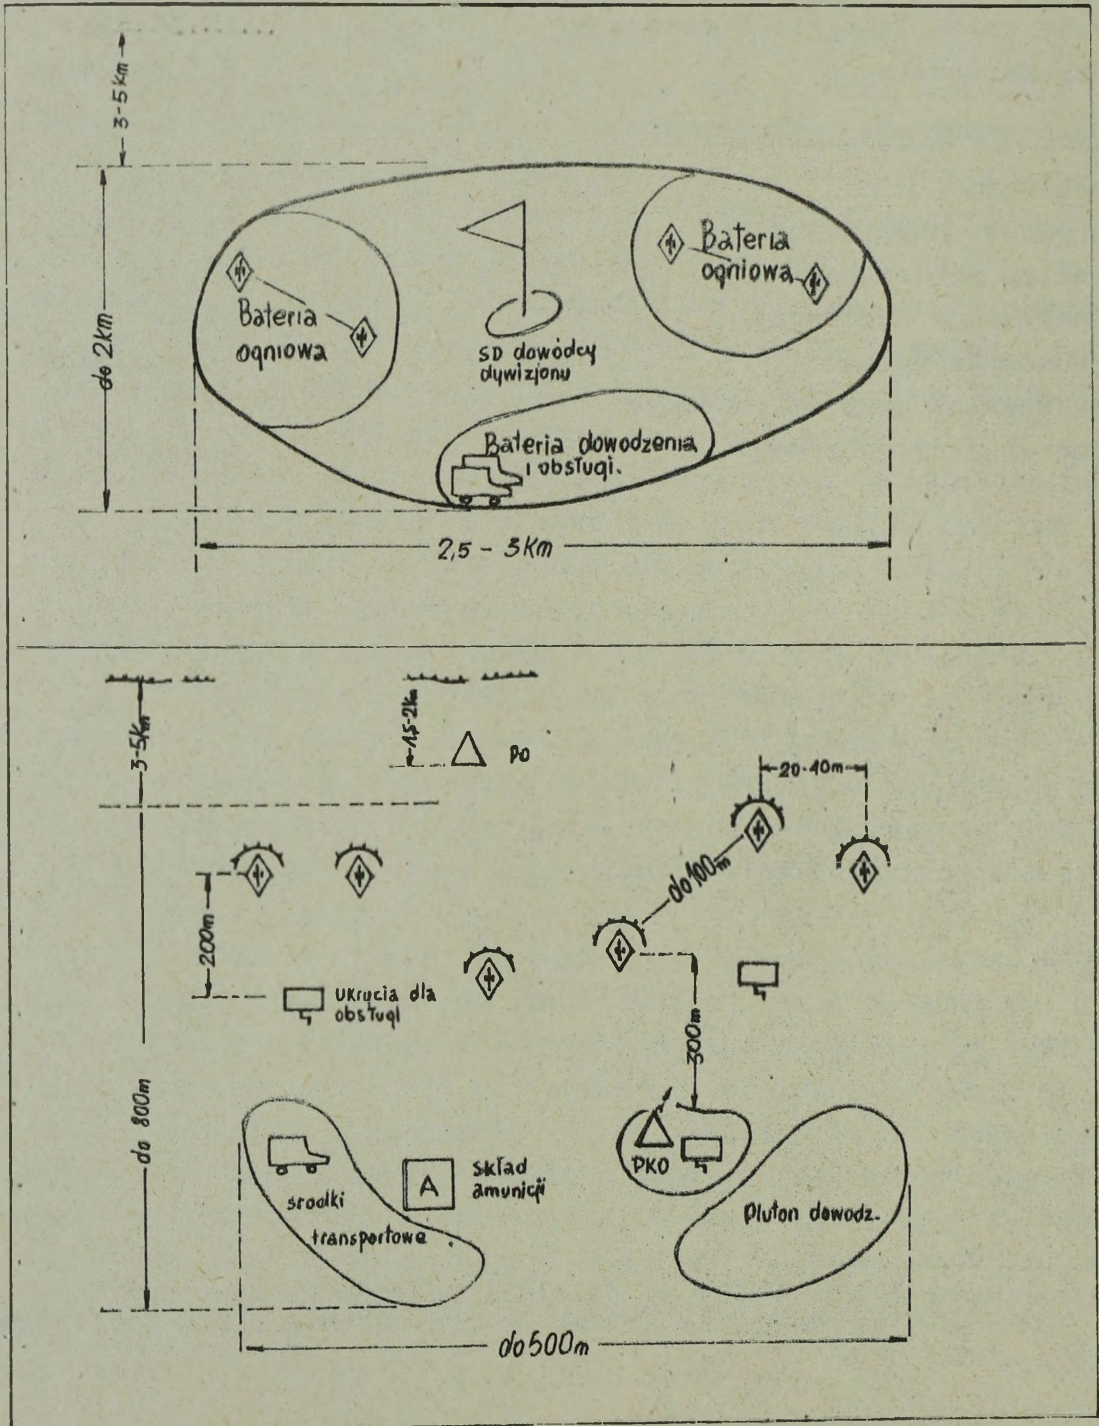 3-5km
do 2km
Bateria
ogniowa
SD dowódcy
dywizjonu
Bateria
ogniowa
Bateria dowodzenia
i obsługi.
2,5 - 3Km
3-5Km
1,5-2Km
PO
20-40m
do 100m
200m
Ukrucia dla
obsługi
300m
do 800m
środki
transportowe
A
Skład
amunicji
PKO
Pluton dowodz.
do 500m